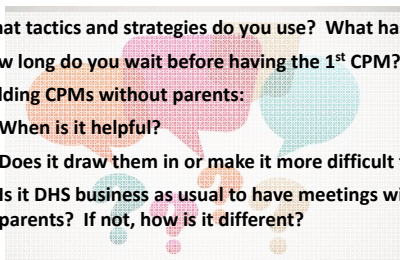 hat tactics and strategies do you use? What ha
w long do you wait before having the 1st CPM?
lding CPMs without parents:
When is it helpful?
Does it draw them in or make it more difficult
Is it DHS business as usual to have meetings wi
parents? If not, how is it different?